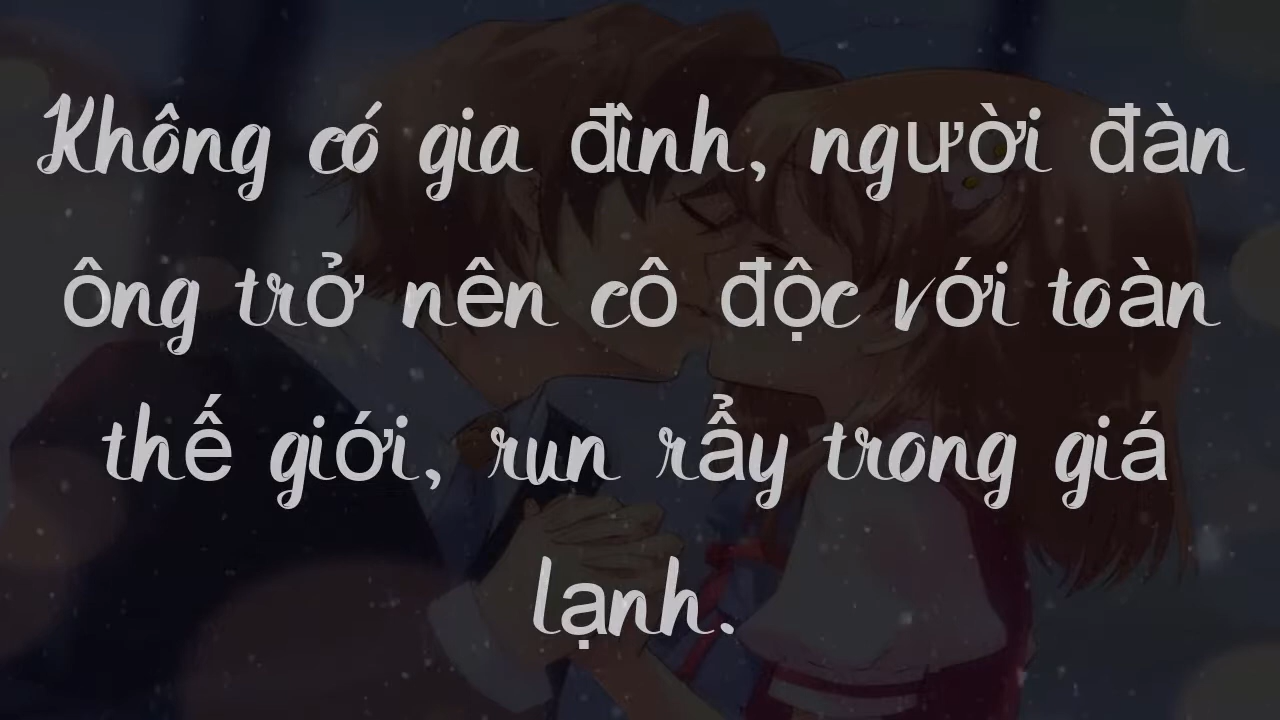 Không có gia đình, người đàn
ông trở nên cô độc với toàn
thế giới, run rẩy trong giá
lạnh.